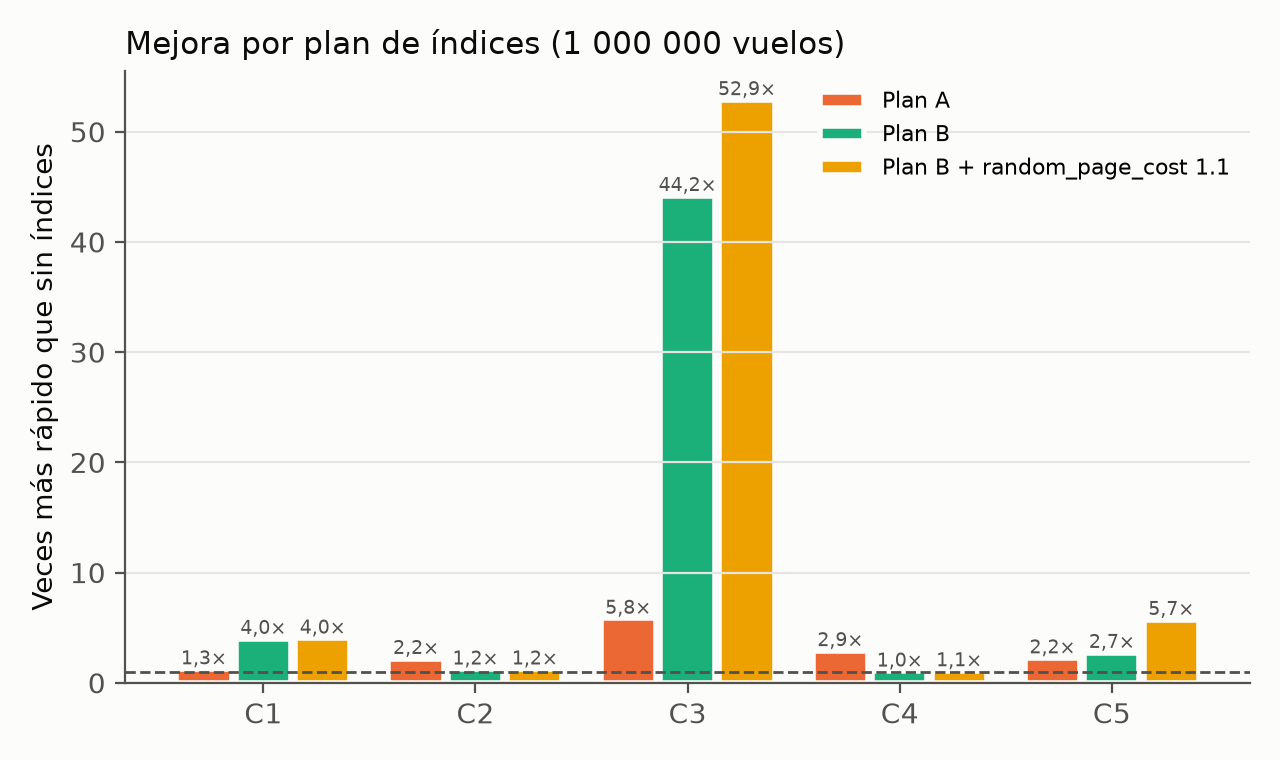 Mejora por plan de índices (1 000 000 vuelos)
Veces más rápido que sin índices
50
40
30
20
10
0
Plan A
Plan B
Plan B + random_page_cost 1.1
1,3×
4,0×
4,0×
2,2×
1,2×
1,2×
5,8×
44,2×
52,9×
2,9×
1,0×
1,1×
2,2×
2,7×
5,7×
C1
C2
C3
C4
C5